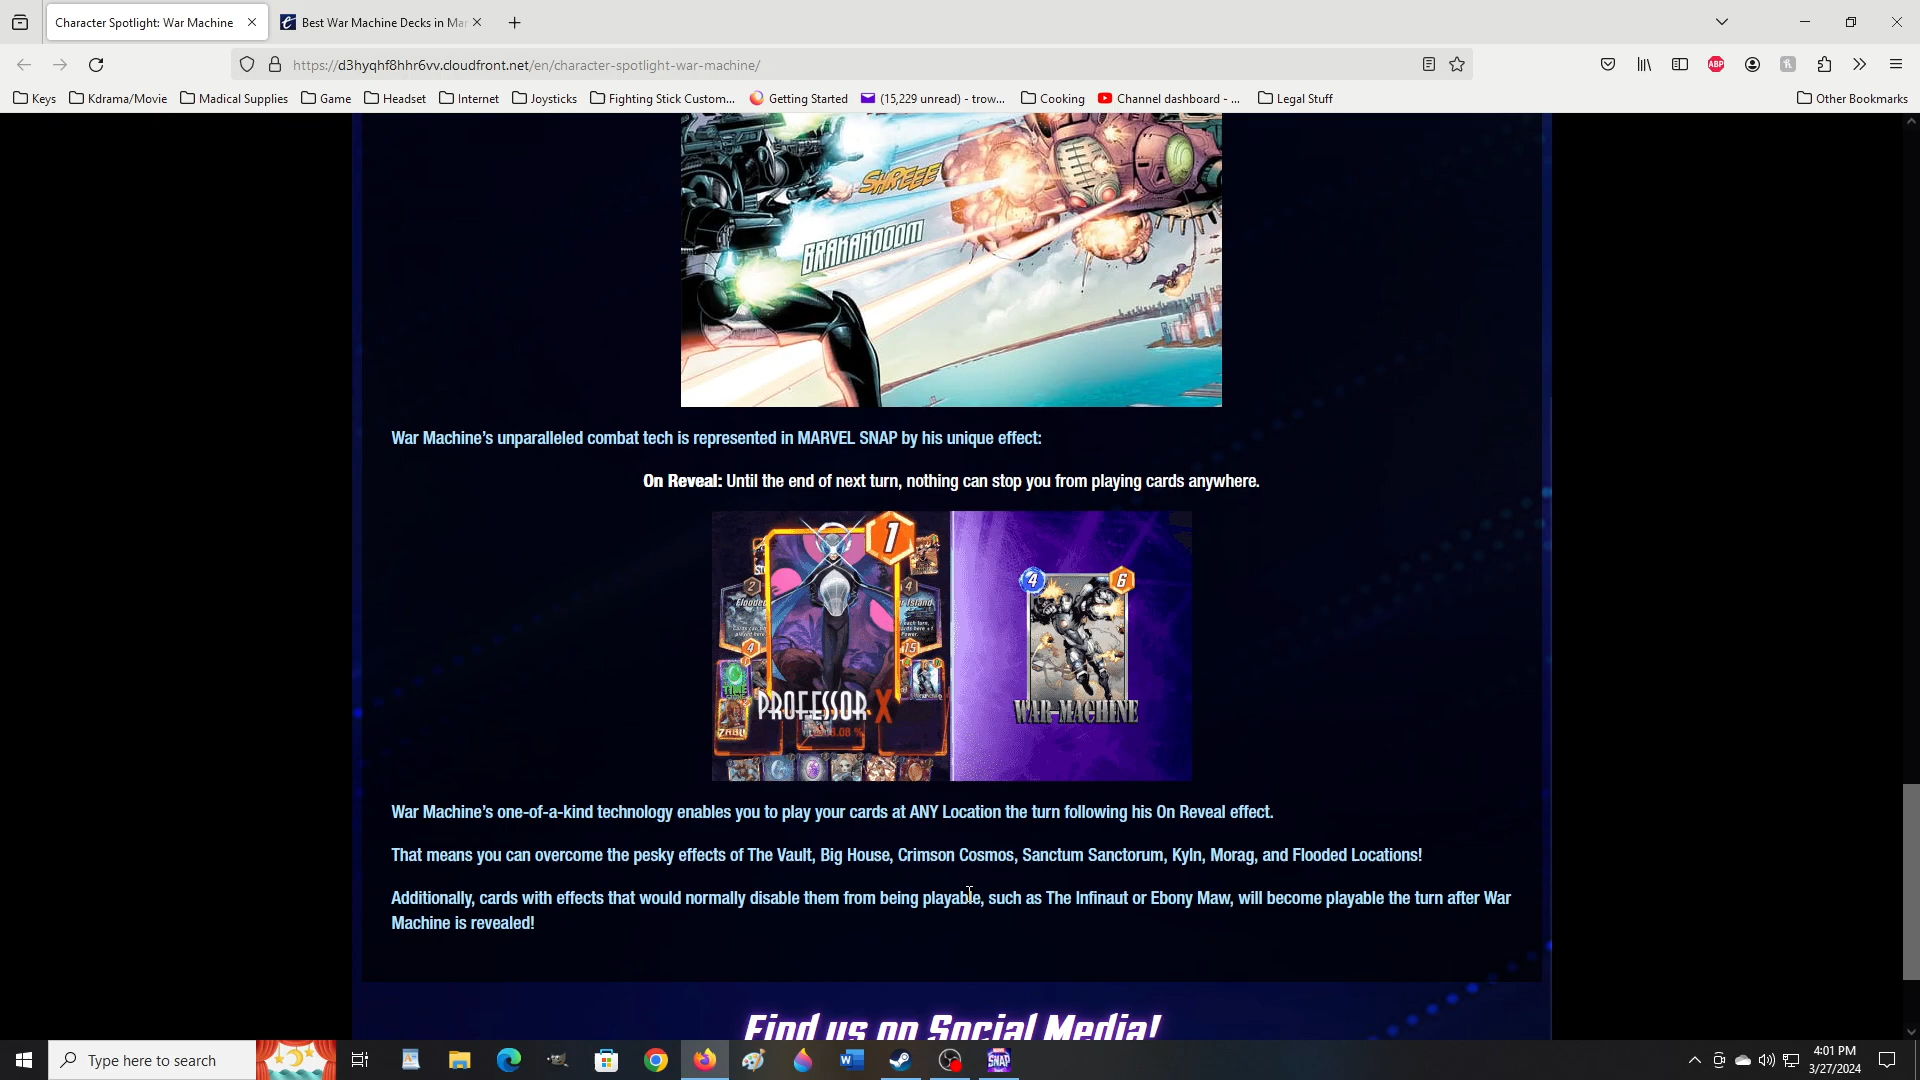 Character Spotlight: War Machine
Best War Machine Decks in Mar
https://d3hyqhf8hhr6vv.cloudfront.net/en/character-spotlight-war-machine/
ABP
Keys
Kdrama/Movie
Madical Supplies
Game
Headset
Internet
Joysticks
Fighting Stick Custom...
Getting Started
(15,229 unread) - trow...
Cooking
Channel dashboard - ...
Legal Stuff
Other Bookmarks
SHREEE
BRAKAKOOOM
War Machine's unparalleled combat tech is represented in MARVEL SNAP by his unique effect:
On Reveal: Until the end of next turn, nothing can stop you from playing cards anywhere.
1
2
4
4
15
PROFESSOR X
ZABU
4
6
WAR-MACHINE
War Machine's one-of-a-kind technology enables you to play your cards at ANY Location the turn following his On Reveal effect.
That means you can overcome the pesky effects of The Vault, Big House, Crimson Cosmos, Sanctum Sanctorum, Kyln, Morag, and Flooded Locations!
Additionally, cards with effects that would normally disable them from being playable, such as The Infinaut or Ebony Maw, will become playable the turn after War
Machine is revealed!
Find us on Social Media!
Type here to search
SNAP
4:01 PM
3/27/2024